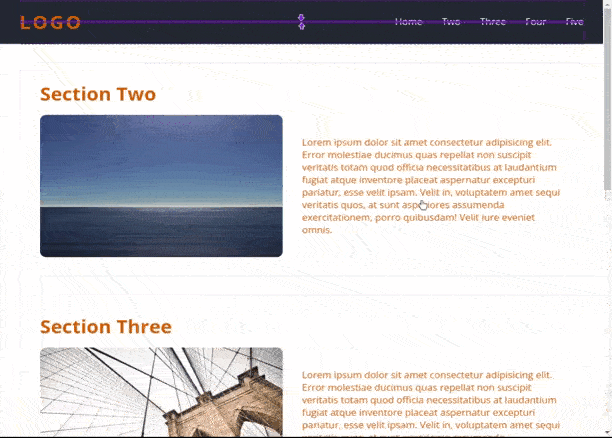 LOGO
Home Two Three Four Five
Section Two
Lorem ipsum dolor sit amet consectetur adipisicing elit.
Error molestiae ducimus quas repellat non suscipit
veritatis totam quod officia necessitatibus at laudantium
fugiat atque inventore placeat aspernatur excepturi
pariatur, esse velit ipsam. Velit in, voluptatem amet sequi
veritatis quos, at sunt asperiores assumenda
exercitationem, porro quibusdam! Velit iure eveniet
omnis.
Section Three
Lorem ipsum dolor sit amet consectetur adipisicing elit.
Error molestiae ducimus quas repellat non suscipit
veritatis totam quod officia necessitatibus at laudantium
fugiat atque inventore placeat aspernatur excepturi
pariatur, esse velit ipsam. Velit in, voluptatem amet sequi